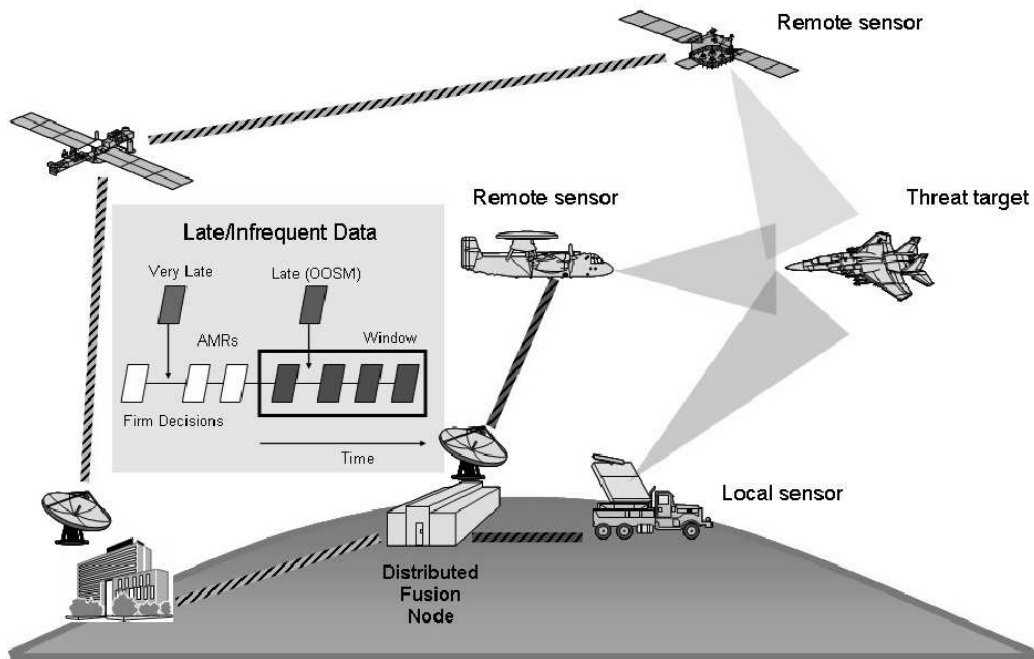 Remote sensor
Remote sensor
Threat target
Late/Infrequent Data
Very Late
Late (OOSM)
AMRs
Window
Firm Decisions
Time
Local sensor
Distributed
Fusion
Node